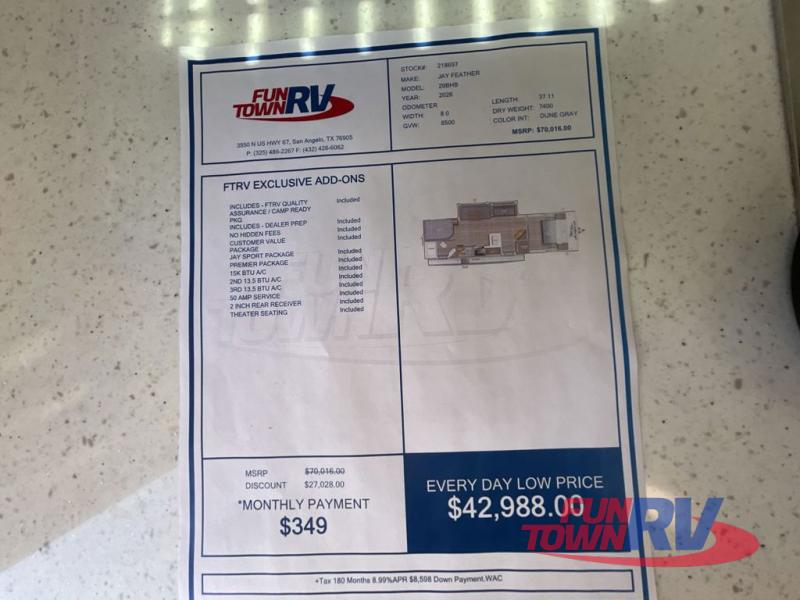 FUN TOWN RV
3950 N US HWY 67, San Angelo, TX 76905
P: (325) 486-2267 F: (432) 426-6062
STOCK#: 218697
MAKE: JAY FEATHER
MODEL: 29BHB
YEAR: 2026
ODOMETER
WIDTH: 8 0
GVW: 8500
LENGTH: 37 11
DRY WEIGHT: 7400
COLOR INT: DUNE GRAY
MSRP: $70,016.00
FTRV EXCLUSIVE ADD-ONS
INCLUDES - FTRV QUALITY Included
ASSURANCE / CAMP READY
PKG
INCLUDES - DEALER PREP Included
NO HIDDEN FEES Included
CUSTOMER VALUE Included
PACKAGE
JAY SPORT PACKAGE Included
PREMIER PACKAGE Included
15K BTU A/C Included
2ND 13.5 BTU A/C Included
3RD 13.5 BTU A/C Included
50 AMP SERVICE Included
2 INCH REAR RECEIVER Included
THEATER SEATING Included
MSRP $70,016.00
DISCOUNT $27,028.00
*MONTHLY PAYMENT
$349
EVERY DAY LOW PRICE
$42,988.00
+Tax 180 Months 8.99%APR $8,598 Down Payment.WAC
FUN TOWN RV